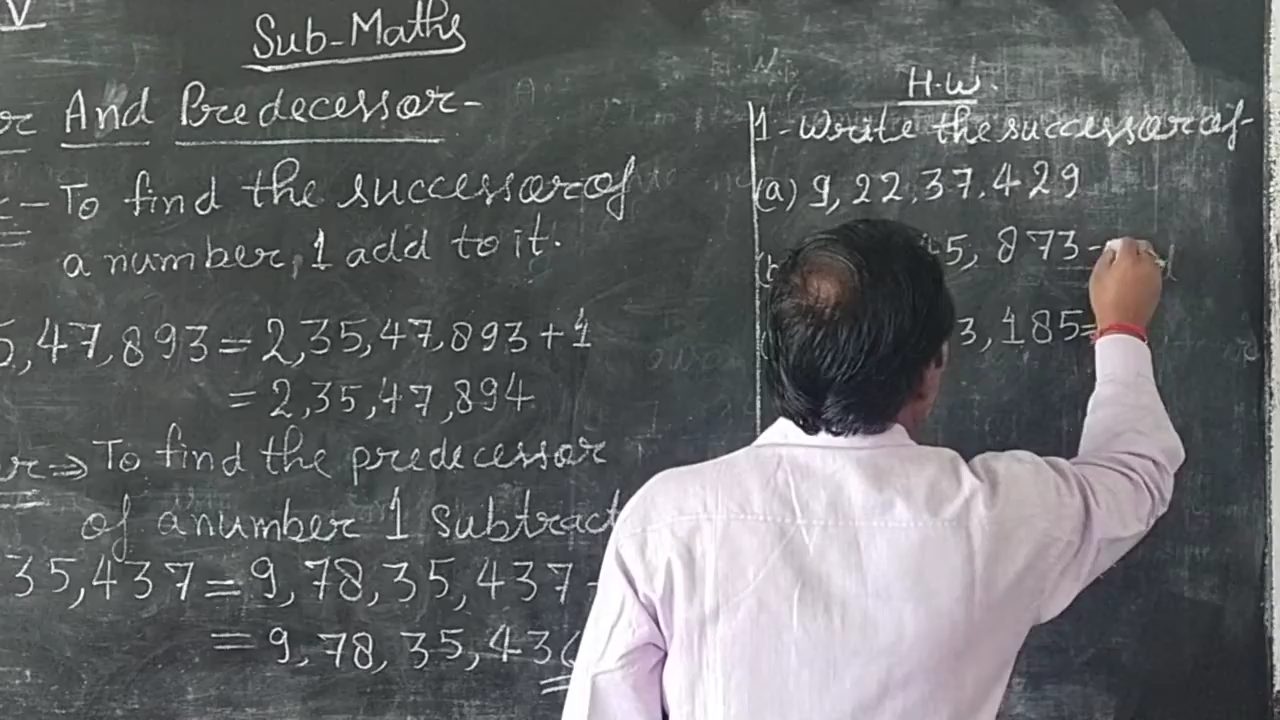 V
Sub-Maths
or And Predecessor-
- To find the successor of
a number, 1 add to it.
5,47,893 = 2,35,47,893 + 1
= 2,35,47,894
er ⇒ To find the predecessor
of a number 1 subtract
35,437 = 9,78,35,437 -
= 9,78,35,436
H.W.
1- Write the successor of -
(a) 9,22,37,429
5, 873 -
3,185 =